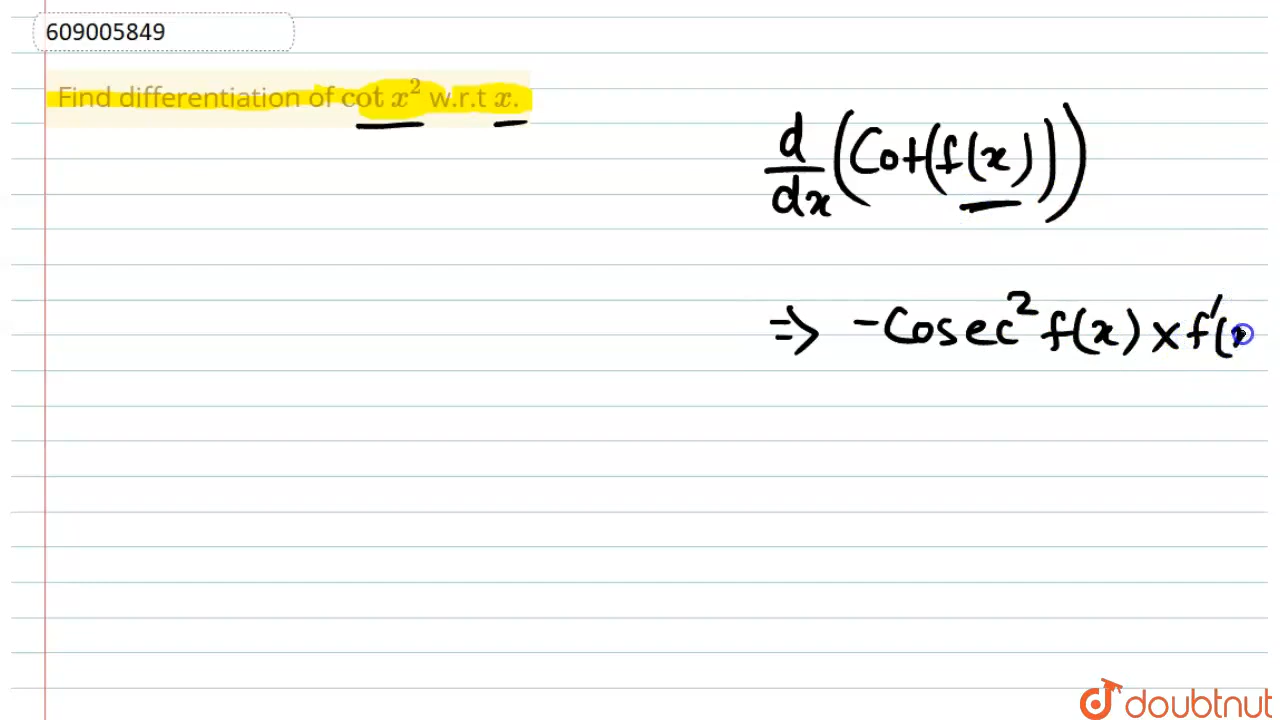 609005849
Find differentiation of cot x² w.r.t x.
d/dx (Cot(f(x)))
⇒ -Cosec² f(x) × f'(x
doubtnut